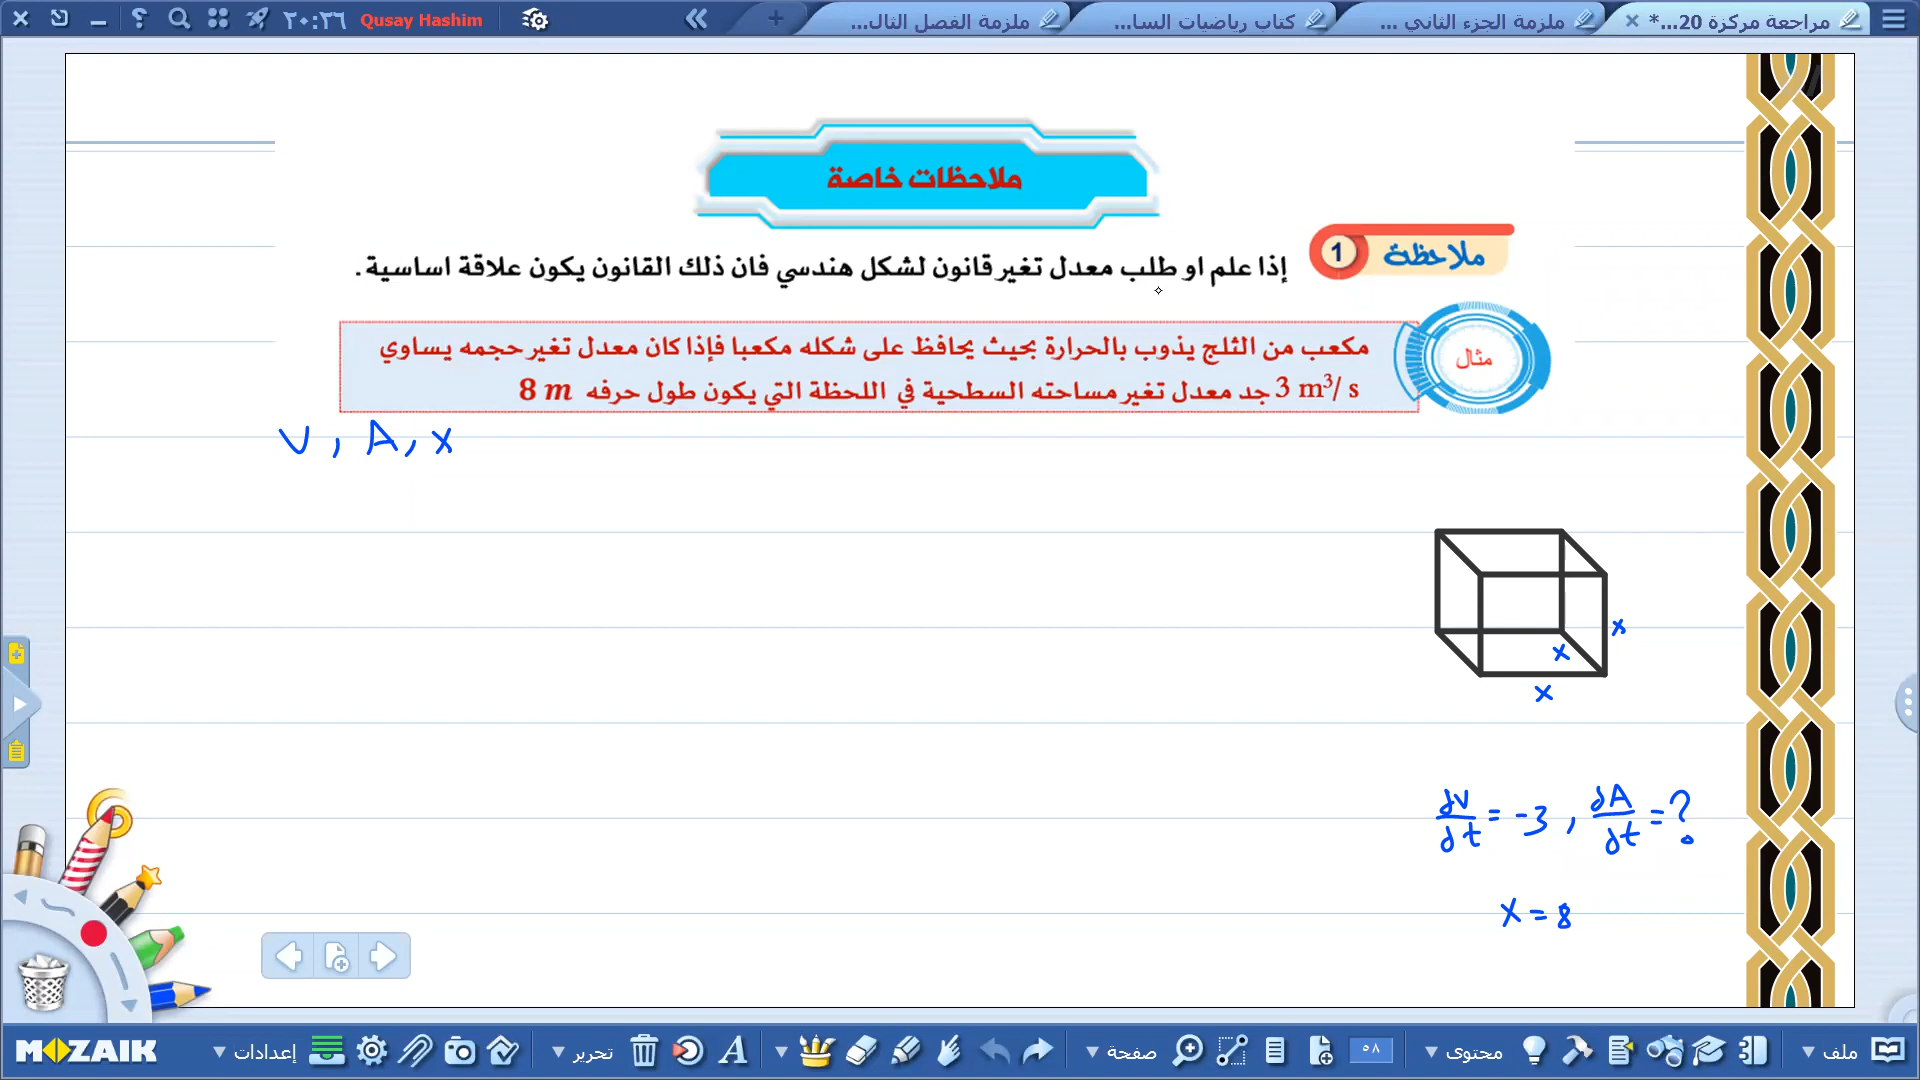 ٢٠:٣٦ Qusay Hashim
مراجعة مركزة 20...*
ملزمة الجزء الثاني ...
كتاب رياضيات السا...
ملزمة الفصل الثال...
ملاحظات خاصة
ملاحظة 1
إذا علم او طلب معدل تغير قانون لشكل هندسي فان ذلك القانون يكون علاقة اساسية .
مثال
مكعب من الثلج يذوب بالحرارة بحيث يحافظ على شكله مكعبا فإذا كان معدل تغير حجمه يساوي
3 m³/ s جد معدل تغير مساحته السطحية في اللحظة التي يكون طول حرفه 8 m
V , A , x
x
x
x
dv/dt = -3 , dA/dt = ?
x = 8
MOZAIK
إعدادات
تحرير
A
صفحة
٥٨
محتوى
ملف